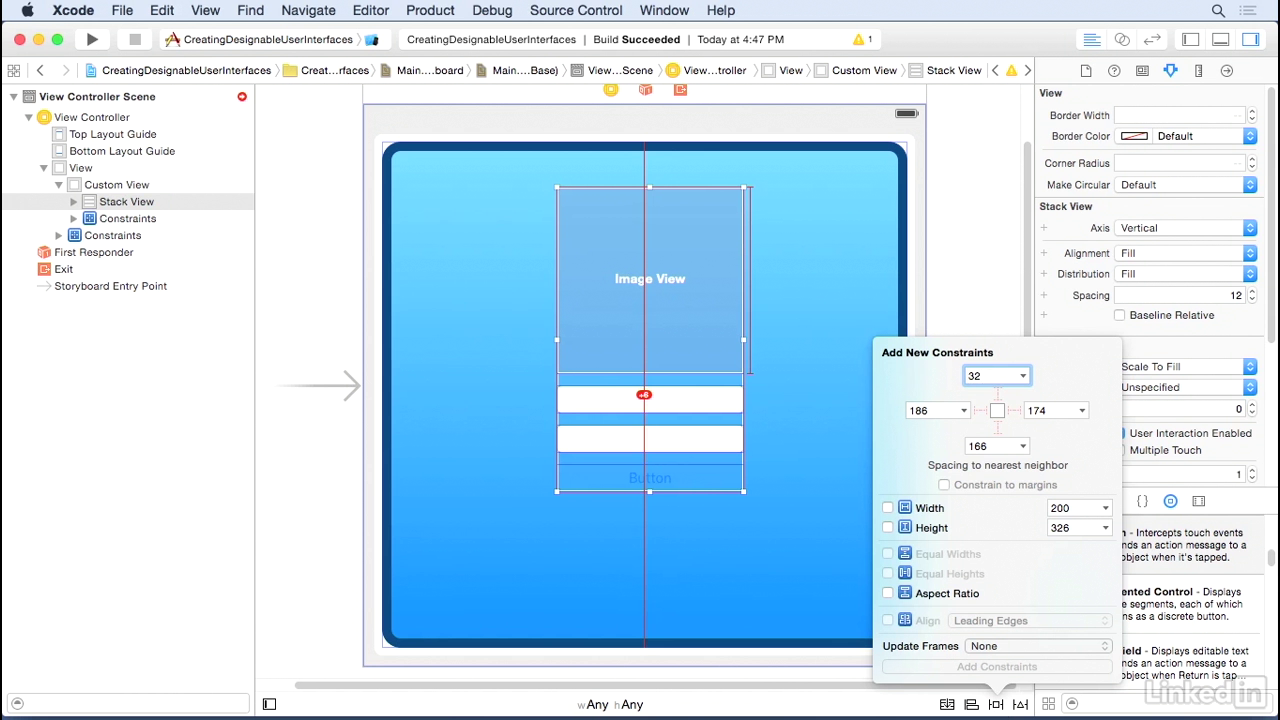 Xcode File Edit View Find Navigate Editor Product Debug Source Control Window Help
CreatingDesignableUserInterfaces CreatingDesignableUserInterfaces | Build Succeeded | Today at 4:47 PM 1
CreatingDesignableUserInterfaces Creat...rfaces Main....board Main...Base) View...Scene View...troller View Custom View Stack View
View Controller Scene
View Controller
Top Layout Guide
Bottom Layout Guide
View
Custom View
Stack View
Constraints
Constraints
First Responder
Exit
Storyboard Entry Point
Image View
+6
Button
Add New Constraints
32
186
174
166
Spacing to nearest neighbor
Constrain to margins
Width 200
Height 326
Equal Widths
Equal Heights
Aspect Ratio
Align Leading Edges
Update Frames None
Add Constraints
wAny hAny
View
Border Width
Border Color Default
Corner Radius
Make Circular Default
Stack View
Axis Vertical
Alignment Fill
Distribution Fill
Spacing 12
Baseline Relative
Scale To Fill
Unspecified
0
User Interaction Enabled
Multiple Touch
1
{ }
n - Intercepts touch events
nds an action message to a
object when it's tapped.
ented Control - Displays
e segments, each of which
ons as a discrete button.
ield - Displays editable text
nds an action message to a
object when Return is tap...
LinkedIn